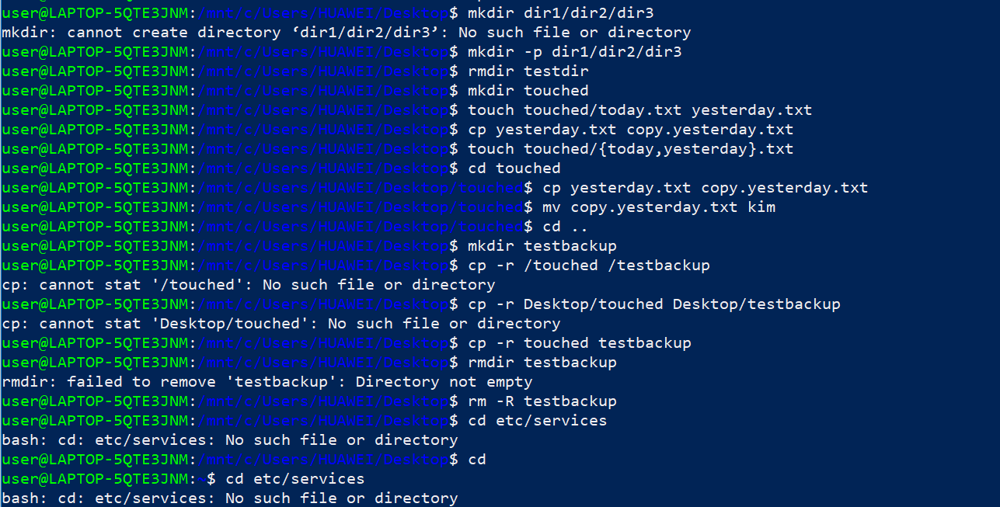 user@LAPTOP-5QTE3JNM:/mnt/c/Users/HUAWEI/Desktop$ mkdir dir1/dir2/dir3
mkdir: cannot create directory ‘dir1/dir2/dir3’: No such file or directory
user@LAPTOP-5QTE3JNM:/mnt/c/Users/HUAWEI/Desktop$ mkdir -p dir1/dir2/dir3
user@LAPTOP-5QTE3JNM:/mnt/c/Users/HUAWEI/Desktop$ rmdir testdir
user@LAPTOP-5QTE3JNM:/mnt/c/Users/HUAWEI/Desktop$ mkdir touched
user@LAPTOP-5QTE3JNM:/mnt/c/Users/HUAWEI/Desktop$ touch touched/today.txt yesterday.txt
user@LAPTOP-5QTE3JNM:/mnt/c/Users/HUAWEI/Desktop$ cp yesterday.txt copy.yesterday.txt
user@LAPTOP-5QTE3JNM:/mnt/c/Users/HUAWEI/Desktop$ touch touched/{today,yesterday}.txt
user@LAPTOP-5QTE3JNM:/mnt/c/Users/HUAWEI/Desktop$ cd touched
user@LAPTOP-5QTE3JNM:/mnt/c/Users/HUAWEI/Desktop/touched$ cp yesterday.txt copy.yesterday.txt
user@LAPTOP-5QTE3JNM:/mnt/c/Users/HUAWEI/Desktop/touched$ mv copy.yesterday.txt kim
user@LAPTOP-5QTE3JNM:/mnt/c/Users/HUAWEI/Desktop/touched$ cd ..
user@LAPTOP-5QTE3JNM:/mnt/c/Users/HUAWEI/Desktop$ mkdir testbackup
user@LAPTOP-5QTE3JNM:/mnt/c/Users/HUAWEI/Desktop$ cp -r /touched /testbackup
cp: cannot stat '/touched': No such file or directory
user@LAPTOP-5QTE3JNM:/mnt/c/Users/HUAWEI/Desktop$ cp -r Desktop/touched Desktop/testbackup
cp: cannot stat 'Desktop/touched': No such file or directory
user@LAPTOP-5QTE3JNM:/mnt/c/Users/HUAWEI/Desktop$ cp -r touched testbackup
user@LAPTOP-5QTE3JNM:/mnt/c/Users/HUAWEI/Desktop$ rmdir testbackup
rmdir: failed to remove 'testbackup': Directory not empty
user@LAPTOP-5QTE3JNM:/mnt/c/Users/HUAWEI/Desktop$ rm -R testbackup
user@LAPTOP-5QTE3JNM:/mnt/c/Users/HUAWEI/Desktop$ cd etc/services
bash: cd: etc/services: No such file or directory
user@LAPTOP-5QTE3JNM:/mnt/c/Users/HUAWEI/Desktop$ cd
user@LAPTOP-5QTE3JNM:~$ cd etc/services
bash: cd: etc/services: No such file or directory